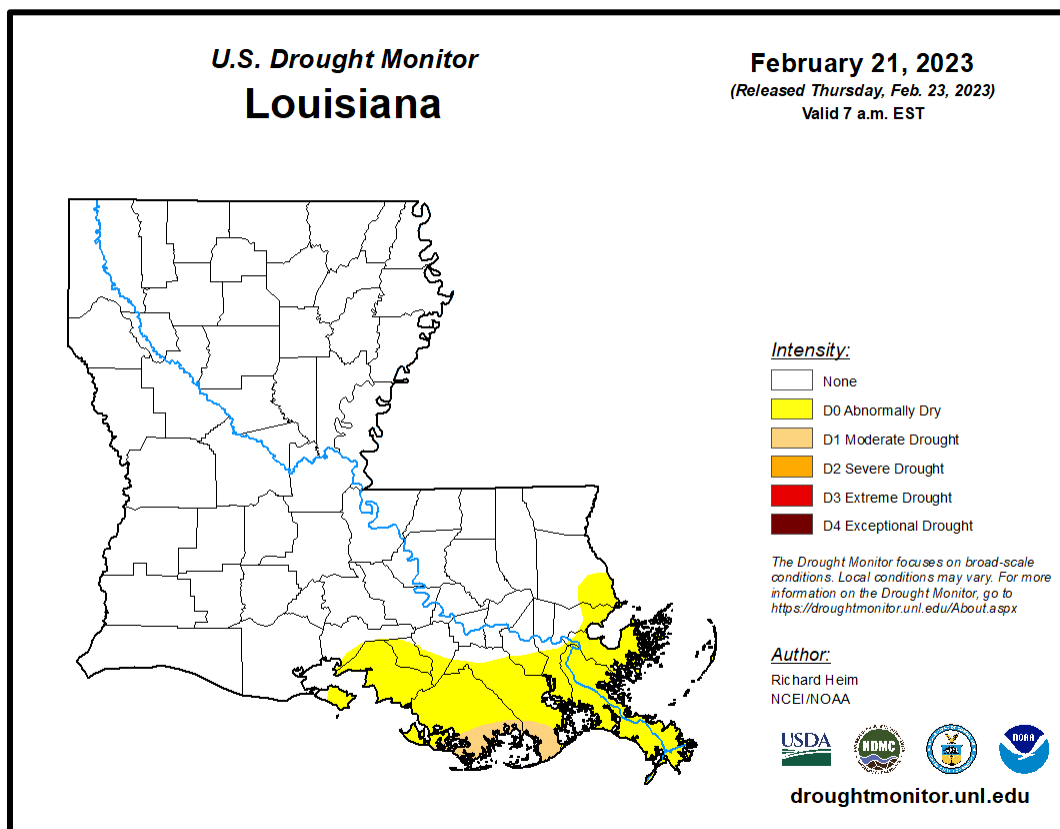 U.S. Drought Monitor
Louisiana
February 21, 2023
(Released Thursday, Feb. 23, 2023)
Valid 7 a.m. EST
Intensity:
None
D0 Abnormally Dry
D1 Moderate Drought
D2 Severe Drought
D3 Extreme Drought
D4 Exceptional Drought
The Drought Monitor focuses on broad-scale
conditions. Local conditions may vary. For more
information on the Drought Monitor, go to
https://droughtmonitor.unl.edu/About.aspx
Author:
Richard Heim
NCEI/NOAA
USDA
NDMC
NOAA
droughtmonitor.unl.edu